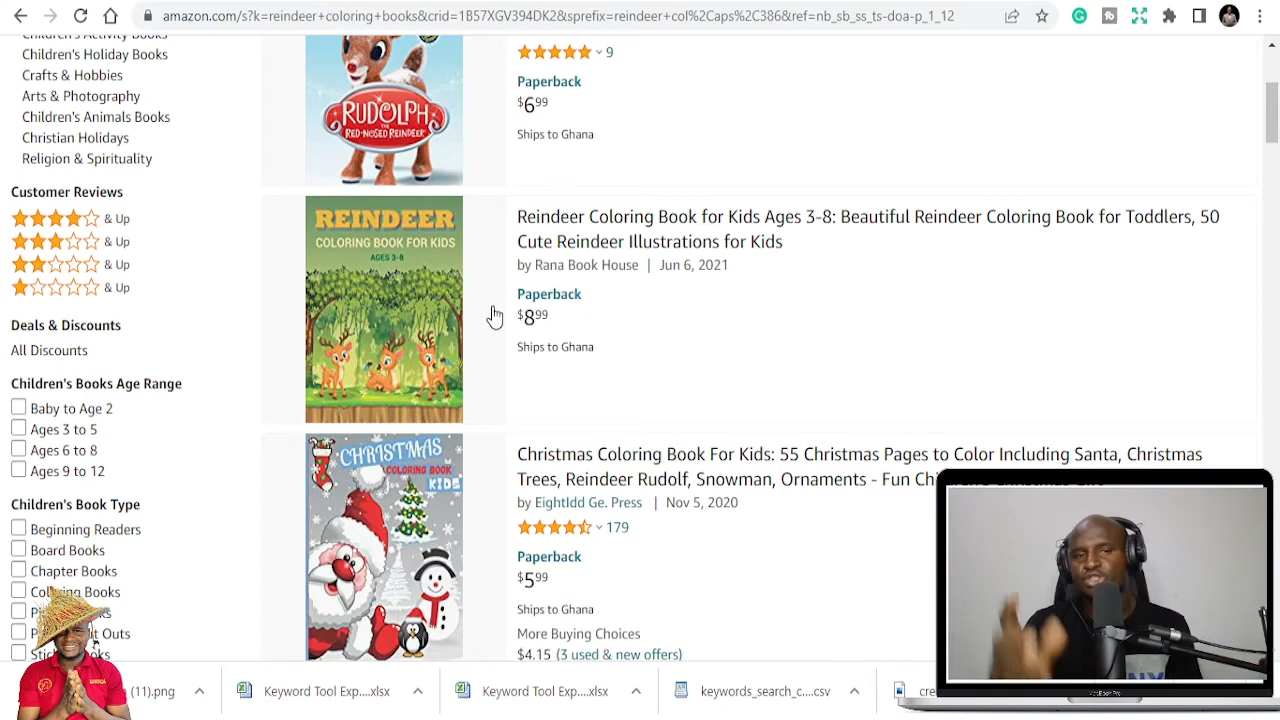 amazon.com/s?k=reindeer+coloring+books&crid=1B57XGV394DK2&sprefix=reindeer+col%2Caps%2C386&ref=nb_sb_ss_ts-doa-p_1_12
Children's Activity Books
Children's Holiday Books
Crafts & Hobbies
Arts & Photography
Children's Animals Books
Christian Holidays
Religion & Spirituality
Customer Reviews
& Up
& Up
& Up
& Up
Deals & Discounts
All Discounts
Children's Books Age Range
Baby to Age 2
Ages 3 to 5
Ages 6 to 8
Ages 9 to 12
Children's Book Type
Beginning Readers
Board Books
Chapter Books
Coloring Books
Books
Outs
RUDOLPH
THE
RED-NOSED REINDEER
9
Paperback
$6.99
Ships to Ghana
REINDEER
COLORING BOOK FOR KIDS
AGES 3-8
Reindeer Coloring Book for Kids Ages 3-8: Beautiful Reindeer Coloring Book for Toddlers, 50
Cute Reindeer Illustrations for Kids
by Rana Book House | Jun 6, 2021
Paperback
$8.99
Ships to Ghana
CHRISTMAS
COLORING BOOK
KIDS
Christmas Coloring Book For Kids: 55 Christmas Pages to Color Including Santa, Christmas
Trees, Reindeer Rudolf, Snowman, Ornaments - Fun
by EightIdd Ge. Press | Nov 5, 2020
179
Paperback
$5.99
Ships to Ghana
More Buying Choices
$4.15 (3 used & new offers)
MacBook Pro
(11).png
Keyword Tool Exp....xlsx
Keyword Tool Exp....xlsx
keywords_search_c....csv